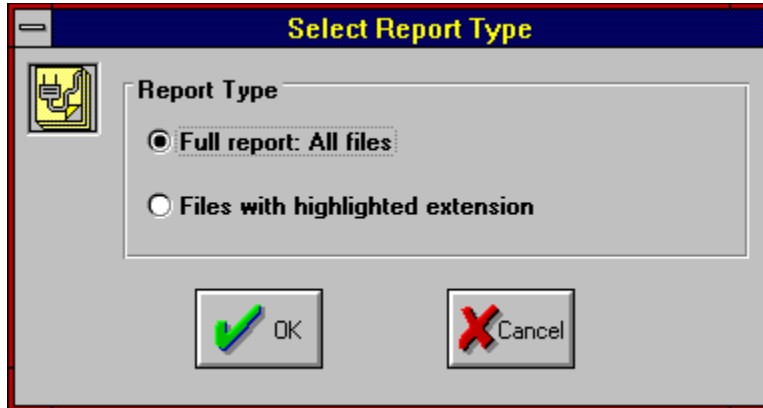 Select Report Type
Report Type
Full report: All files
Files with highlighted extension
OK
Cancel